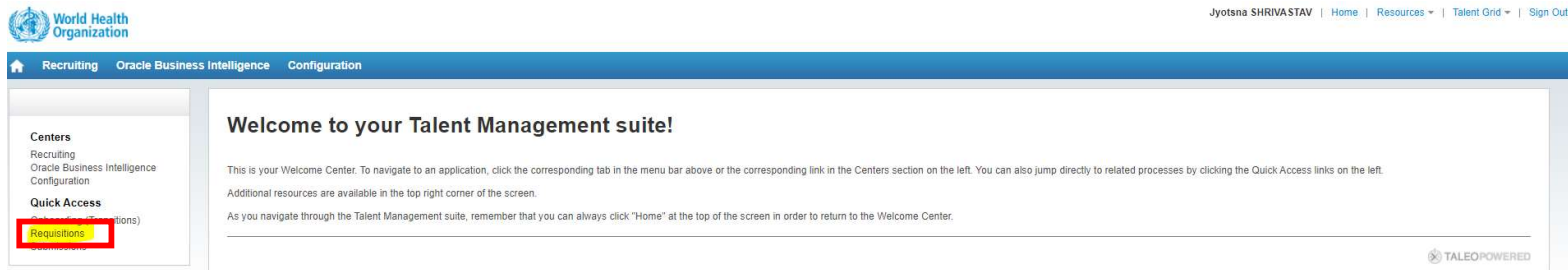 World Health
Organization
Jyotsna SHRIVASTAV | Home | Resources | Talent Grid | Sign Out
Recruiting Oracle Business Intelligence Configuration
Welcome to your Talent Management suite!
Centers
Recruiting
Oracle Business Intelligence
Configuration
Quick Access
Onboarding (Transitions)
Requisitions
Submissions
This is your Welcome Center. To navigate to an application, click the corresponding tab in the menu bar above or the corresponding link in the Centers section on the left. You can also jump directly to related processes by clicking the Quick Access links on the left.
Additional resources are available in the top right corner of the screen.
As you navigate through the Talent Management suite, remember that you can always click "Home" at the top of the screen in order to return to the Welcome Center.
TALEOPOWERED